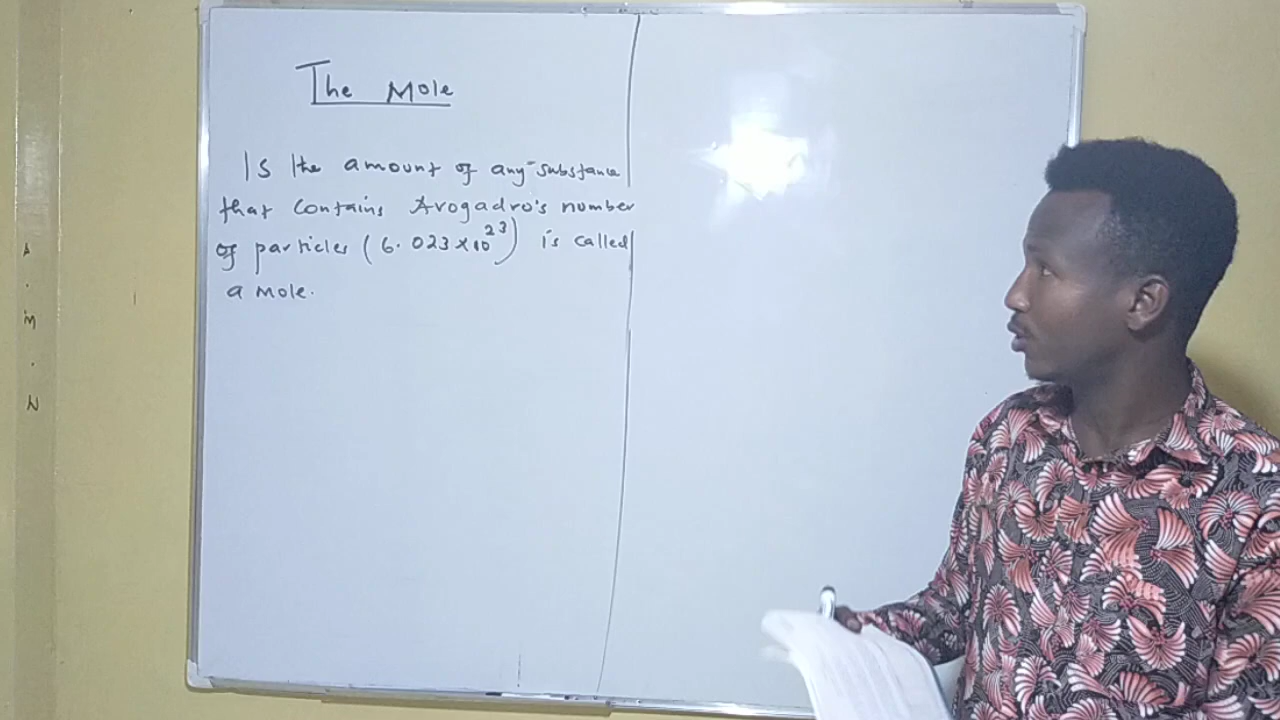 The Mole
Is the amount of any substance
that contains Avogadro's number
of particles (6.023x10^23) is called
a mole.
A
.
M
.
N